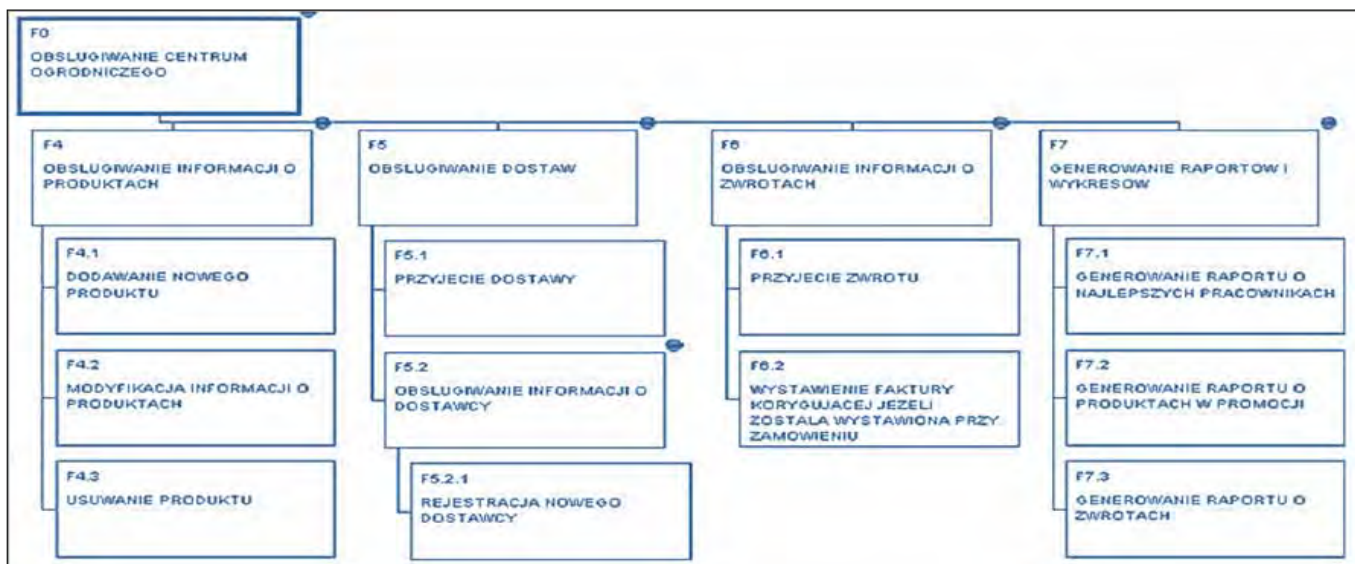 F0
OBSLUGIWANIE CENTRUM
OGRODNICZEGO
F4
OBSLUGIWANIE INFORMACJI O
PRODUKTACH
F4.1
DODAWANIE NOWEGO
PRODUKTU
F4.2
MODYFIKACJA INFORMACJI O
PRODUKTACH
F4.3
USUWANIE PRODUKTU
F5
OBSLUGIWANIE DOSTAW
F5.1
PRZYJECIE DOSTAWY
F5.2
OBSLUGIWANIE INFORMACJI O
DOSTAWCY
F5.2.1
REJESTRACJA NOWEGO
DOSTAWCY
F6
OBSLUGIWANIE INFORMACJI O
ZWROTACH
F6.1
PRZYJECIE ZWROTU
F6.2
WYSTAWIENIE FAKTURY
KORYGUJACEJ JEZELI
ZOSTALA WYSTAWIONA PRZY
ZAMOWIENIU
F7
GENEROWANIE RAPORTOW I
WYKRESOW
F7.1
GENEROWANIE RAPORTU O
NAJLEPSZYCH PRACOWNIKACH
F7.2
GENEROWANIE RAPORTU O
PRODUKTACH W PROMOCJI
F7.3
GENEROWANIE RAPORTU O
ZWROTACH